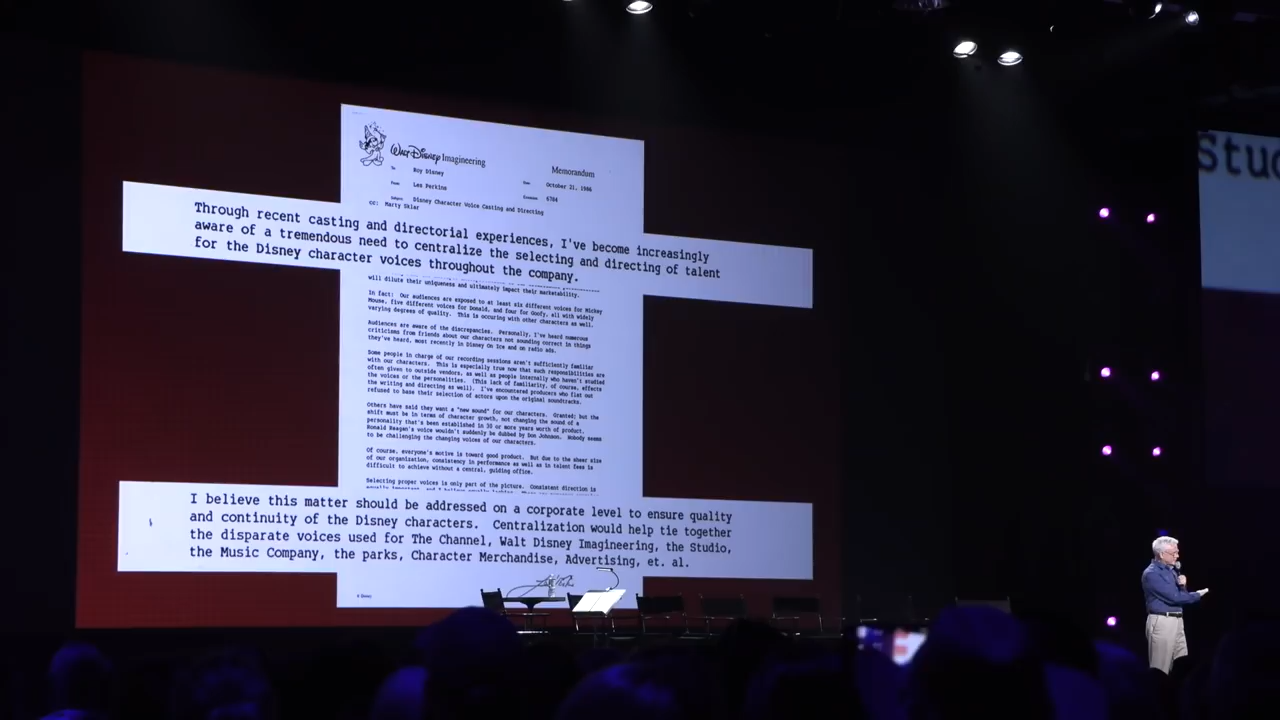 Walt Disney Imagineering
Memorandum
To Roy Disney
Date October 21, 1986
From Les Perkins
Extension 6784
Subject Disney Character Voice Casting and Directing
CC: Marty Sklar
Through recent casting and directorial experiences, I've become increasingly
aware of a tremendous need to centralize the selecting and directing of talent
for the Disney character voices throughout the company.
will dilute their uniqueness and ultimately impact their marketability.
In fact: Our audiences are exposed to at least six different voices for Mickey
Mouse, five different voices for Donald, and four for Goofy, all with widely
varying degrees of quality. This is occuring with other characters as well.
Audiences are aware of the discrepancies. Personally, I've heard numerous
criticisms from friends about our characters not sounding correct in things
they've heard, most recently in Disney On Ice and on radio ads.
Some people in charge of our recording sessions aren't sufficiently familiar
with our characters. This is especially true now that such responsibilities are
often given to outside vendors, as well as people internally who haven't studied
the voices or the personalities. (This lack of familiarity, of course, effects
the writing and directing as well). I've encountered producers who flat out
refused to base their selection of actors upon the original soundtracks.
Others have said they want a "new sound" for our characters. Granted; but the
shift must be in terms of character growth, not changing the sound of a
personality that's been established in 30 or more years worth of product.
Ronald Reagan's voice wouldn't suddenly be dubbed by Don Johnson. Nobody seems
to be challenging the changing voices of our characters.
Of course, everyone's motive is toward good product. But due to the sheer size
of our organization, consistency in performance as well as in talent fees is
difficult to achieve without a central, guiding office.
Selecting proper voices is only part of the picture. Consistent direction is
I believe this matter should be addressed on a corporate level to ensure quality
and continuity of the Disney characters. Centralization would help tie together
the disparate voices used for The Channel, Walt Disney Imagineering, the Studio,
the Music Company, the parks, Character Merchandise, Advertising, et. al.
© Disney
Stud